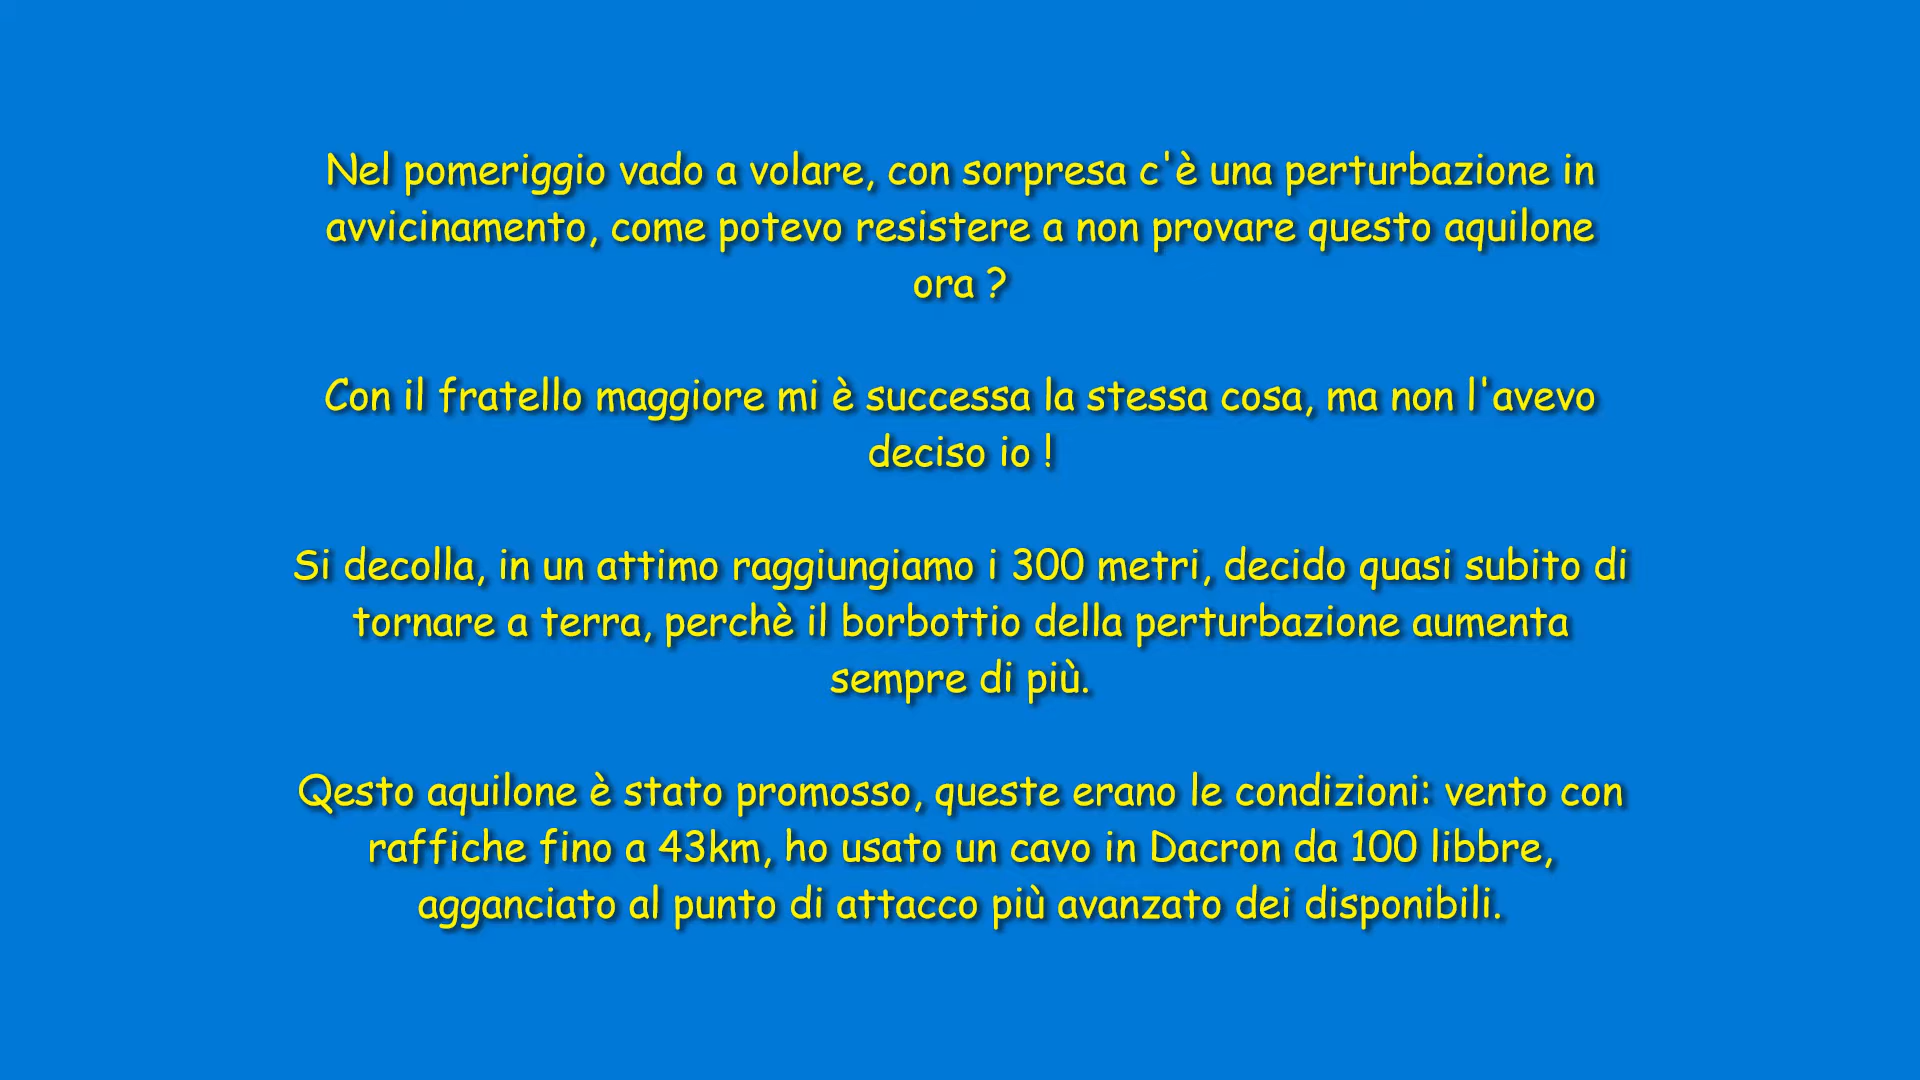 Nel pomeriggio vado a volare, con sorpresa c'è una perturbazione in
avvicinamento, come potevo resistere a non provare questo aquilone
ora ?
Con il fratello maggiore mi è successa la stessa cosa, ma non l'avevo
deciso io !
Si decolla, in un attimo raggiungiamo i 300 metri, decido quasi subito di
tornare a terra, perchè il borbottio della perturbazione aumenta
sempre di più.
Qesto aquilone è stato promosso, queste erano le condizioni: vento con
raffiche fino a 43km, ho usato un cavo in Dacron da 100 libbre,
agganciato al punto di attacco più avanzato dei disponibili.